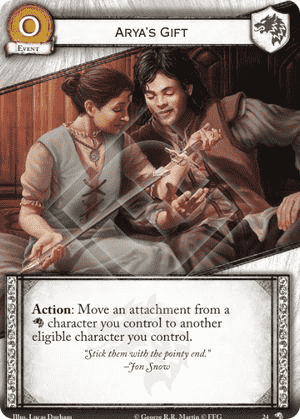 0
EVENT
ARYA'S GIFT
Action: Move an attachment from a
character you control to another
eligible character you control.
"Stick them with the pointy end."
–Jon Snow
Illus. Lucas Durham
© George R.R. Martin © FFG
24